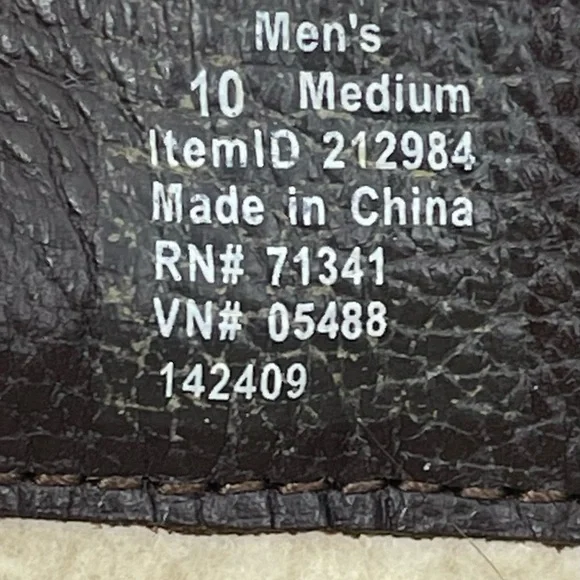 Men's
10 Medium
ItemID 212984
Made in China
RN# 71341
VN# 05488
142409